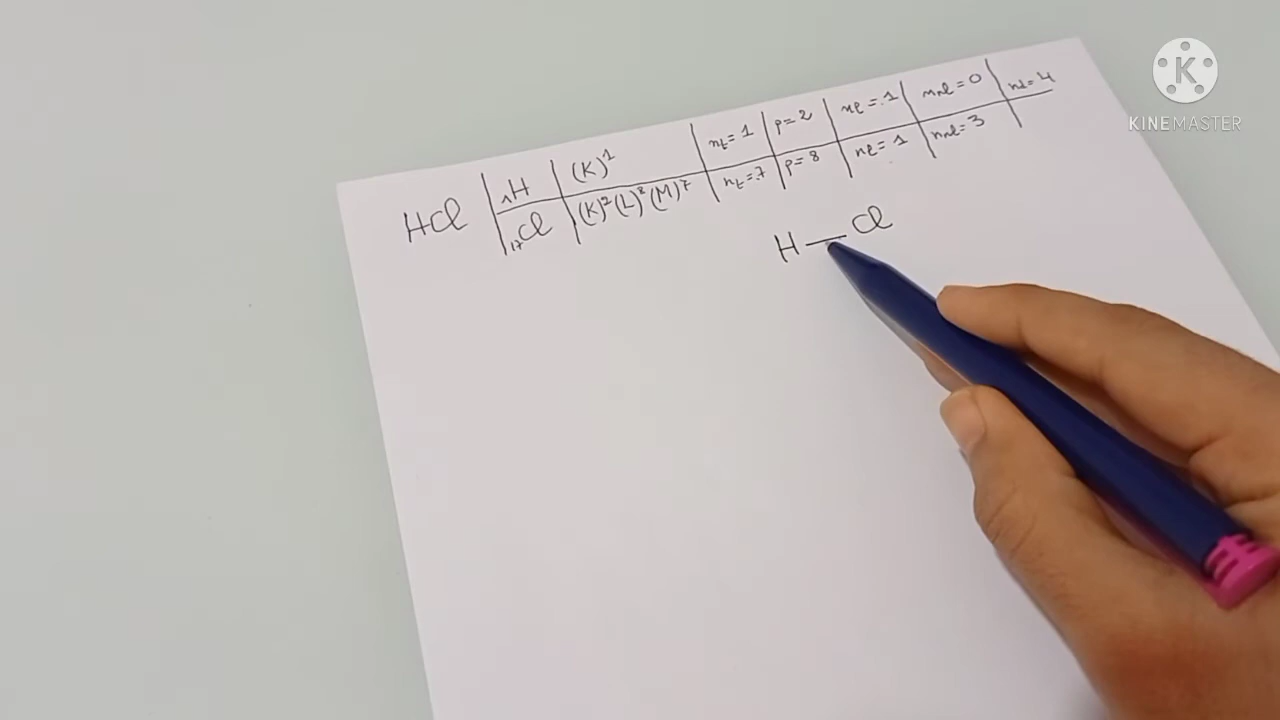 HCl | ₁H | (K)¹ | nₜ = 1 | p = 2 | nℓ = 1 | nₙℓ = 0 | n_d = 4
₁₇Cl | (K)²(L)⁸(M)⁷ | nₜ = 7 | p = 8 | nℓ = 1 | nₙℓ = 3
H — Cl
K
KINEMASTER